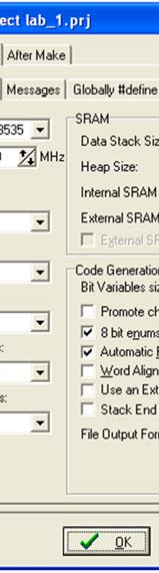 ect lab_1.prj
After Make
Messages
Globally #define
SRAM
8535
Data Stack Siz
MHz
Heap Size:
Internal SRAM
External SRAM
External SR
Code Generation
Bit Variables siz
Promote ch
8 bit enums
Automatic
Word Align
Use an Ext
Stack End
File Output For
s:
OK